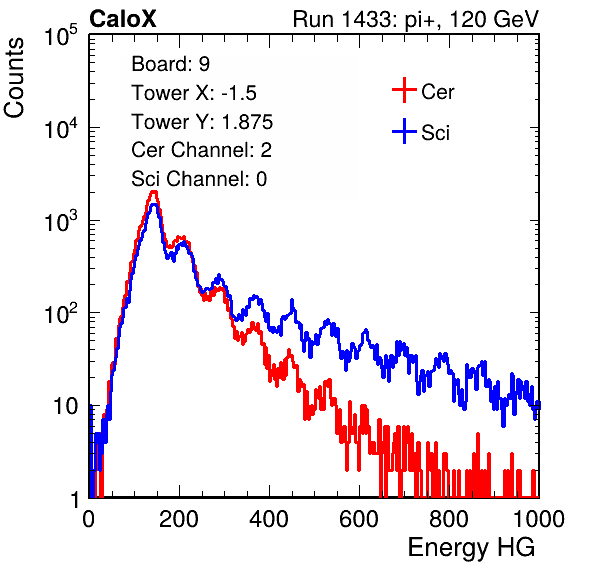 CaloX Run 1433: pi+, 120 GeV
Counts
10^5
10^4
10^3
10^2
10
1
Board: 9
Tower X: -1.5
Tower Y: 1.875
Cer Channel: 2
Sci Channel: 0
Cer
Sci
0 200 400 600 800 1000
Energy HG